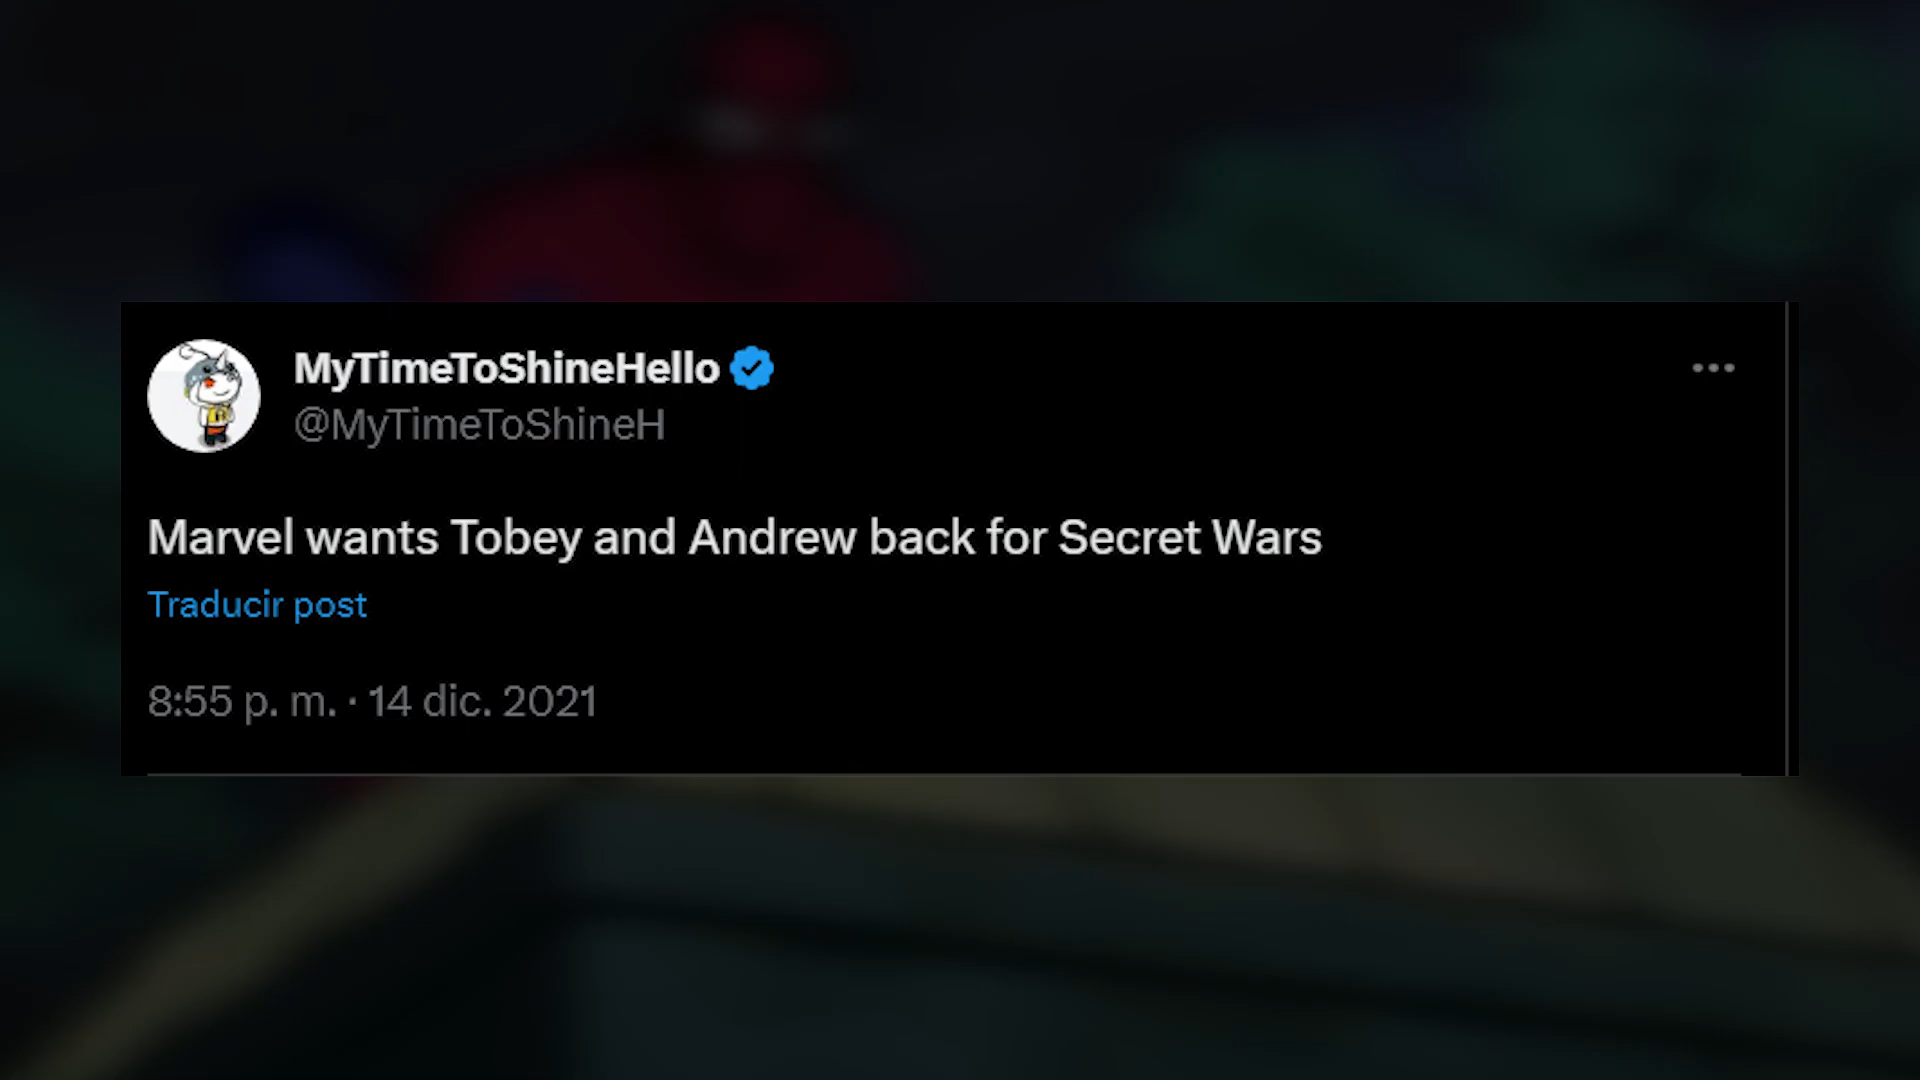 MyTimeToShineHello
@MyTimeToShineH
Marvel wants Tobey and Andrew back for Secret Wars
Traducir post
8:55 p. m. · 14 dic. 2021